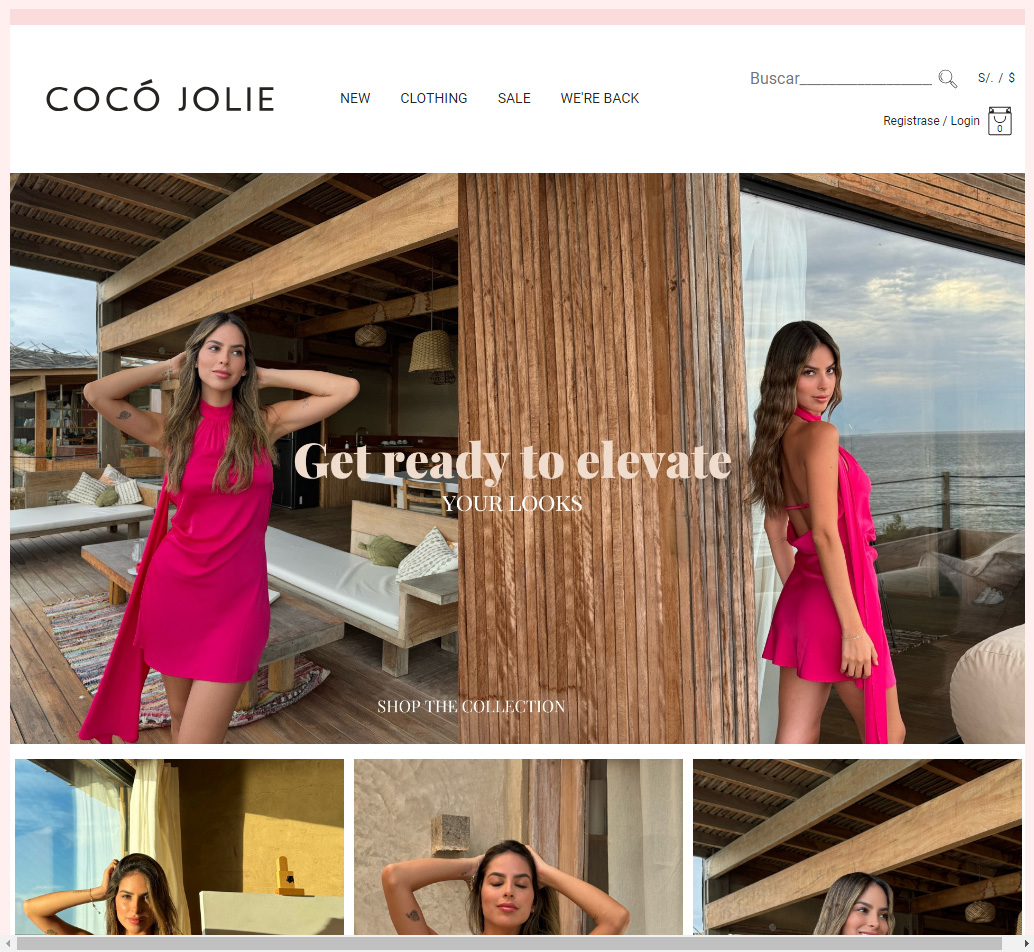 COCÓ JOLIE
NEW CLOTHING SALE WE'RE BACK
Buscar
S/. / $
Registrase / Login
0
Get ready to elevate
YOUR LOOKS
SHOP THE COLLECTION